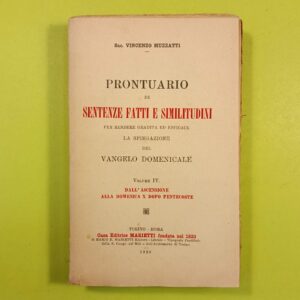 Sac. VINCENZO MUZZATTI
PRONTUARIO
DI
SENTENZE FATTI E SIMILITUDINI
PER RENDERE GRADITA ED EFFICACE
LA SPIEGAZIONE
DEL
VANGELO DOMENICALE
Volume IV.
DALL'ASCENSIONE
ALLA DOMENICA X DOPO PENTECOSTE
TORINO - ROMA
Casa Editrice MARIETTI fondata nel 1820